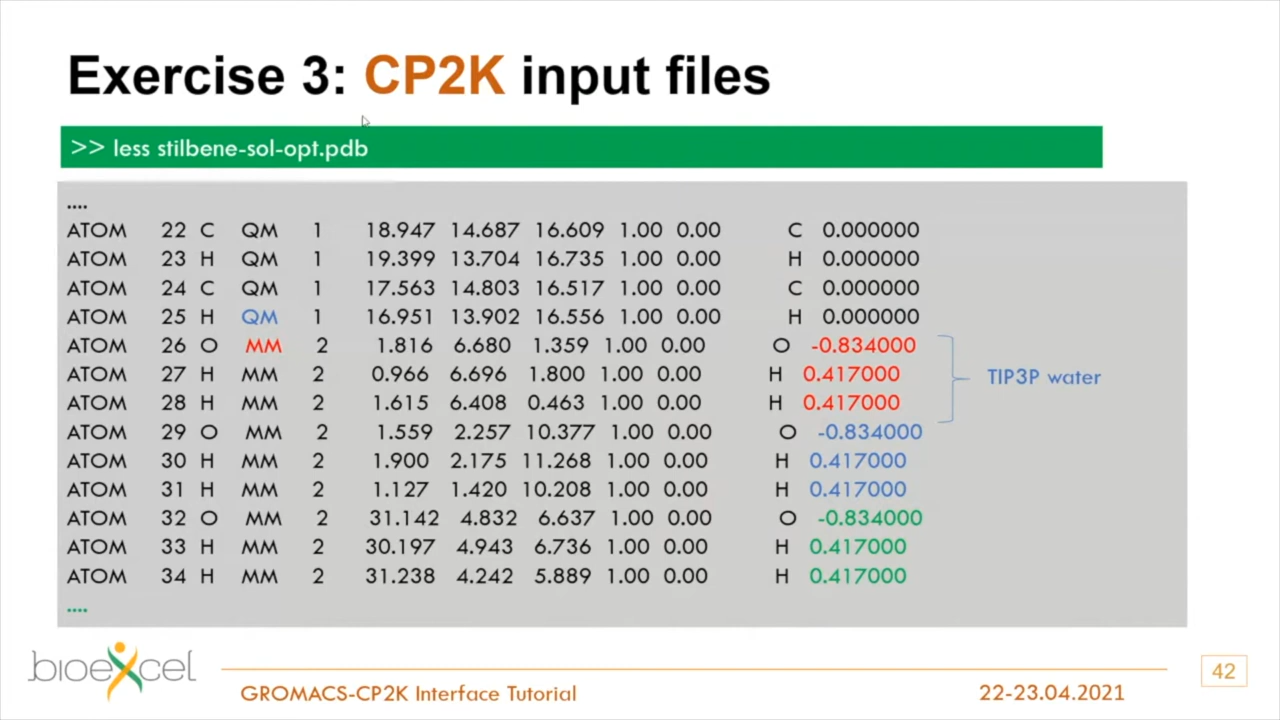 Exercise 3: CP2K input files
>> less stilbene-sol-opt.pdb
....
ATOM 22 C QM 1 18.947 14.687 16.609 1.00 0.00 C 0.000000
ATOM 23 H QM 1 19.399 13.704 16.735 1.00 0.00 H 0.000000
ATOM 24 C QM 1 17.563 14.803 16.517 1.00 0.00 C 0.000000
ATOM 25 H QM 1 16.951 13.902 16.556 1.00 0.00 H 0.000000
ATOM 26 O MM 2 1.816 6.680 1.359 1.00 0.00 O -0.834000
ATOM 27 H MM 2 0.966 6.696 1.800 1.00 0.00 H 0.417000
TIP3P water
ATOM 28 H MM 2 1.615 6.408 0.463 1.00 0.00 H 0.417000
ATOM 29 O MM 2 1.559 2.257 10.377 1.00 0.00 O -0.834000
ATOM 30 H MM 2 1.900 2.175 11.268 1.00 0.00 H 0.417000
ATOM 31 H MM 2 1.127 1.420 10.208 1.00 0.00 H 0.417000
ATOM 32 O MM 2 31.142 4.832 6.637 1.00 0.00 O -0.834000
ATOM 33 H MM 2 30.197 4.943 6.736 1.00 0.00 H 0.417000
ATOM 34 H MM 2 31.238 4.242 5.889 1.00 0.00 H 0.417000
....
bioexcel
GROMACS-CP2K Interface Tutorial
22-23.04.2021
42